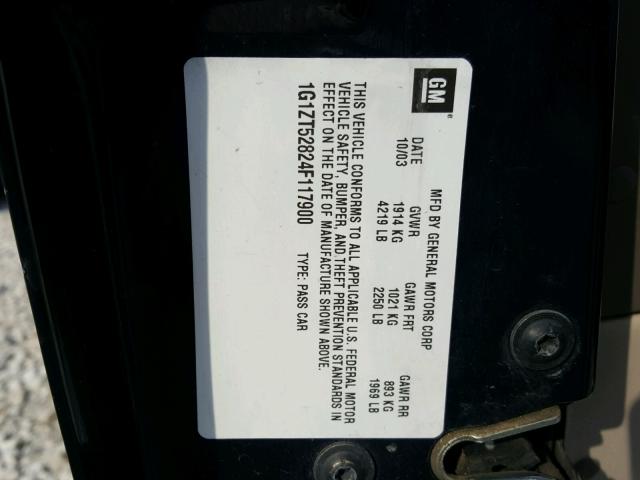 GM®
MFD BY GENERAL MOTORS CORP
DATE GVWR GAWR FRT GAWR RR
10/03 1914 KG 1021 KG 893 KG
4219 LB 2250 LB 1969 LB
THIS VEHICLE CONFORMS TO ALL APPLICABLE U.S. FEDERAL MOTOR
VEHICLE SAFETY, BUMPER, AND THEFT PREVENTION STANDARDS IN
EFFECT ON THE DATE OF MANUFACTURE SHOWN ABOVE.
1G1ZT52824F117900 TYPE: PASS CAR